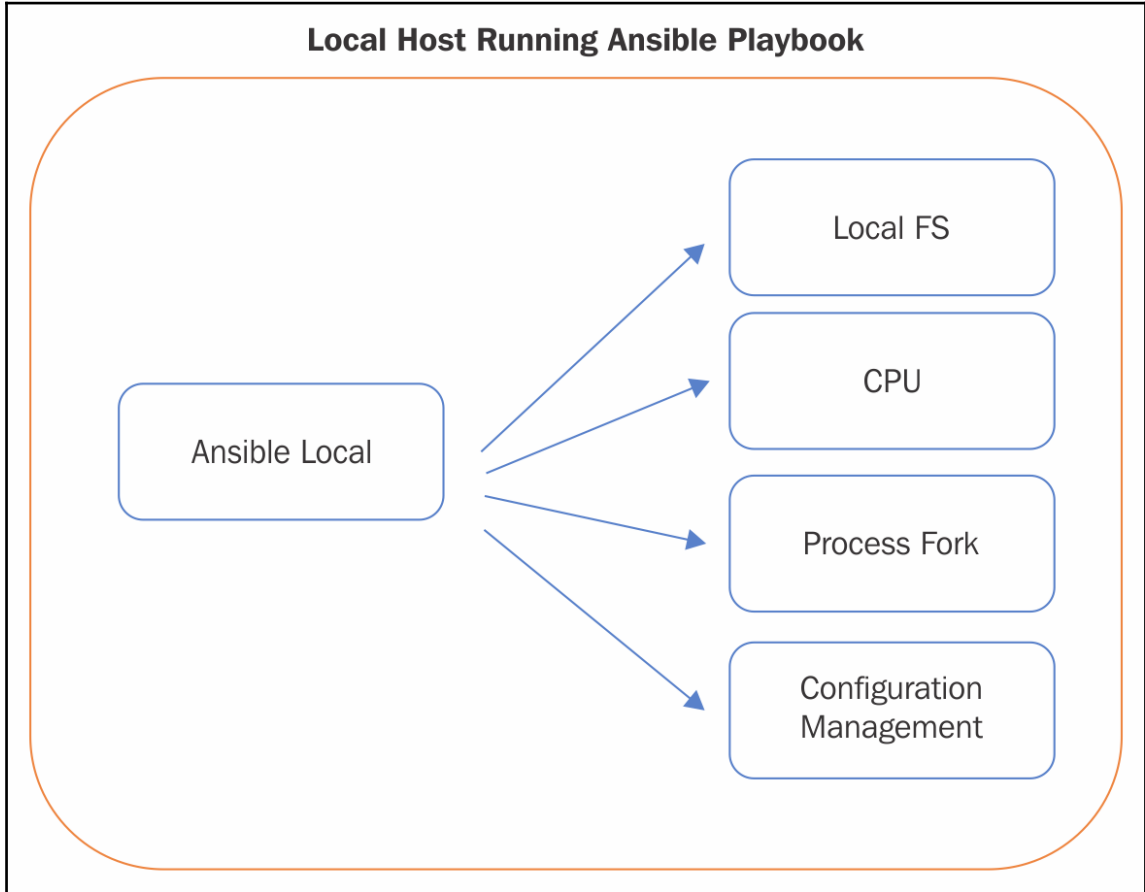 Local Host Running Ansible Playbook
Local FS
CPU
Ansible Local
Process Fork
Configuration
Management